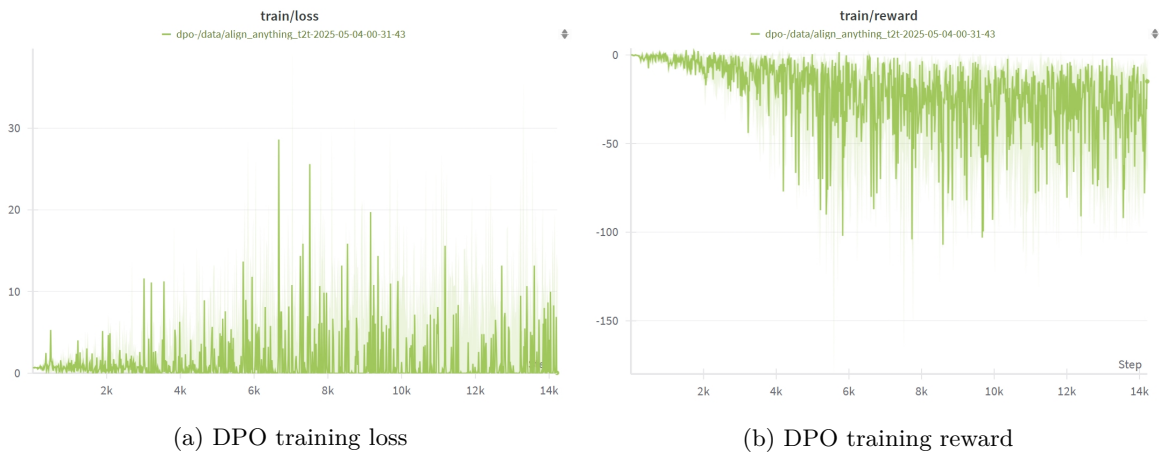 train/loss
dpo-/data/align_anything_t2t-2025-05-04-00-31-43
30
20
10
0
2k 4k 6k 8k 10k 12k 14k
(a) DPO training loss
train/reward
dpo-/data/align_anything_t2t-2025-05-04-00-31-43
0
-50
-100
-150
Step
2k 4k 6k 8k 10k 12k 14k
(b) DPO training reward